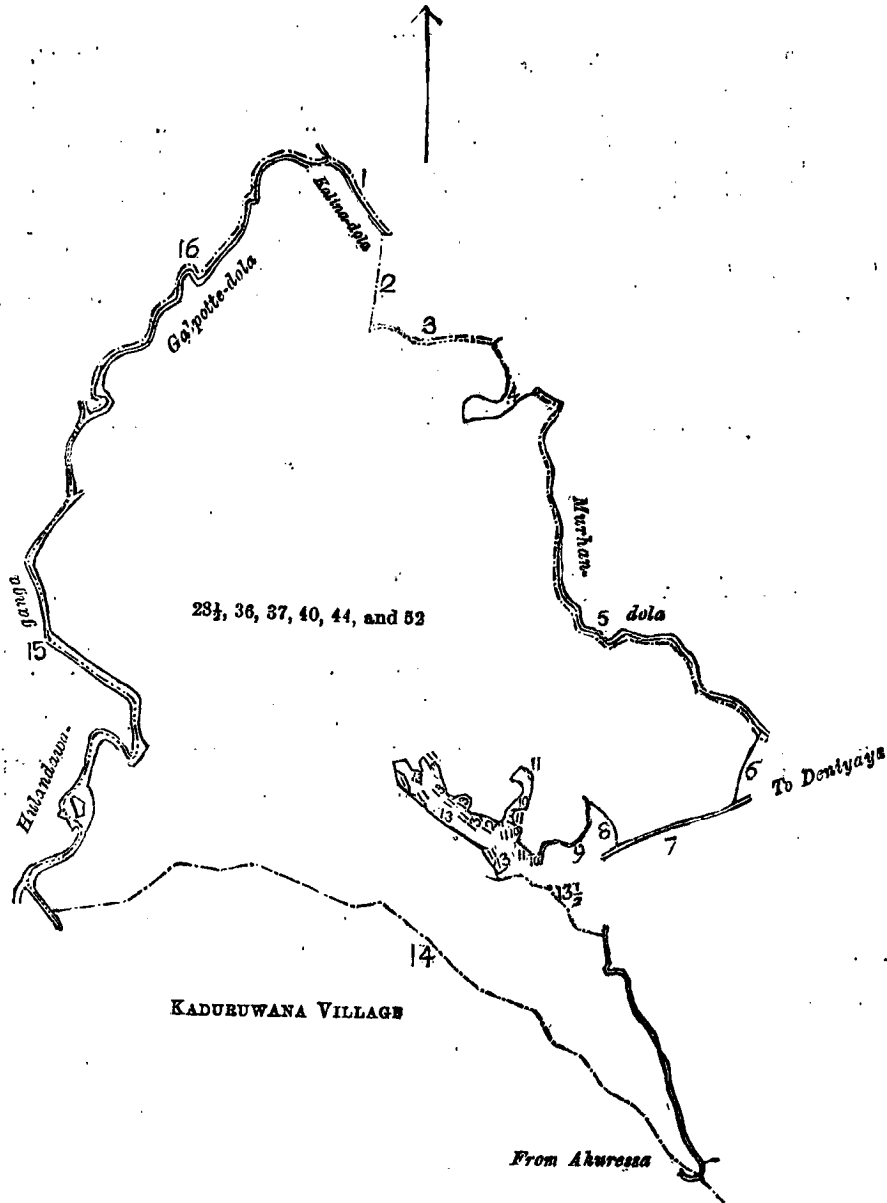 1
Kalina-dola
16
Ga'potte-dola
2
3
4
Murhan-
dola
5
ganga
15
23½, 36, 37, 40, 44, and 52
Hulandawa-
6
To Deniyaya
7
8
9
11
13
13½
14
KADURUWANA VILLAGE
From Akuressa